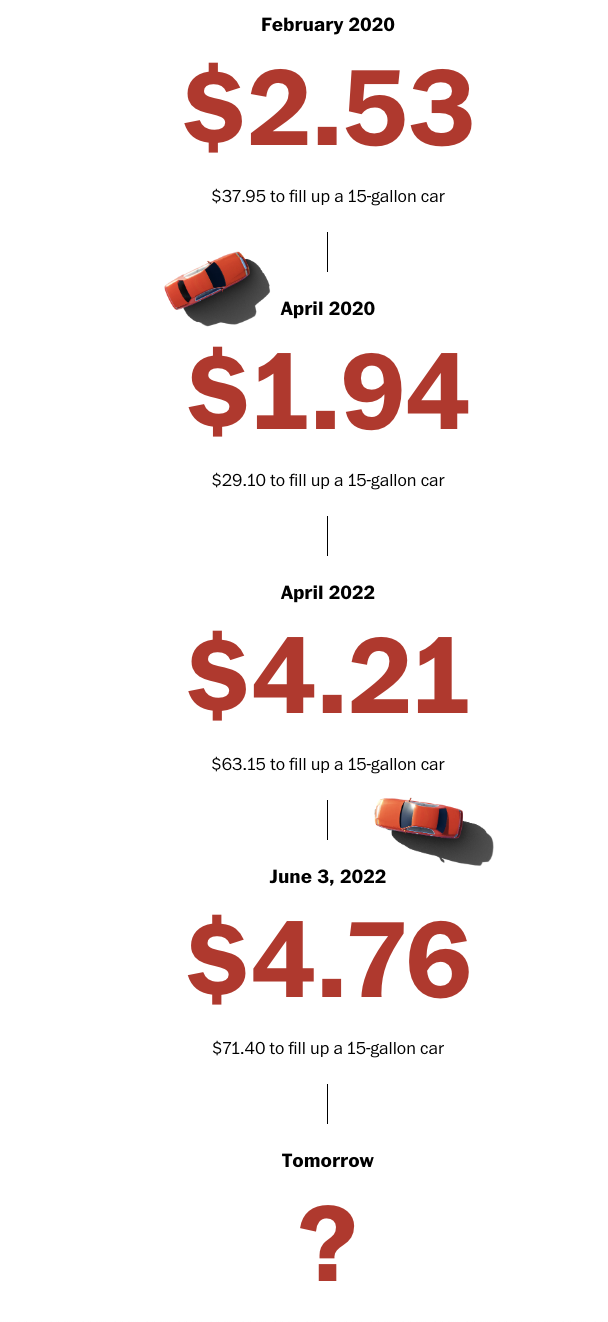 February 2020
$2.53
$37.95 to fill up a 15-gallon car
April 2020
$1.94
$29.10 to fill up a 15-gallon car
April 2022
$4.21
$63.15 to fill up a 15-gallon car
June 3, 2022
$4.76
$71.40 to fill up a 15-gallon car
Tomorrow
?